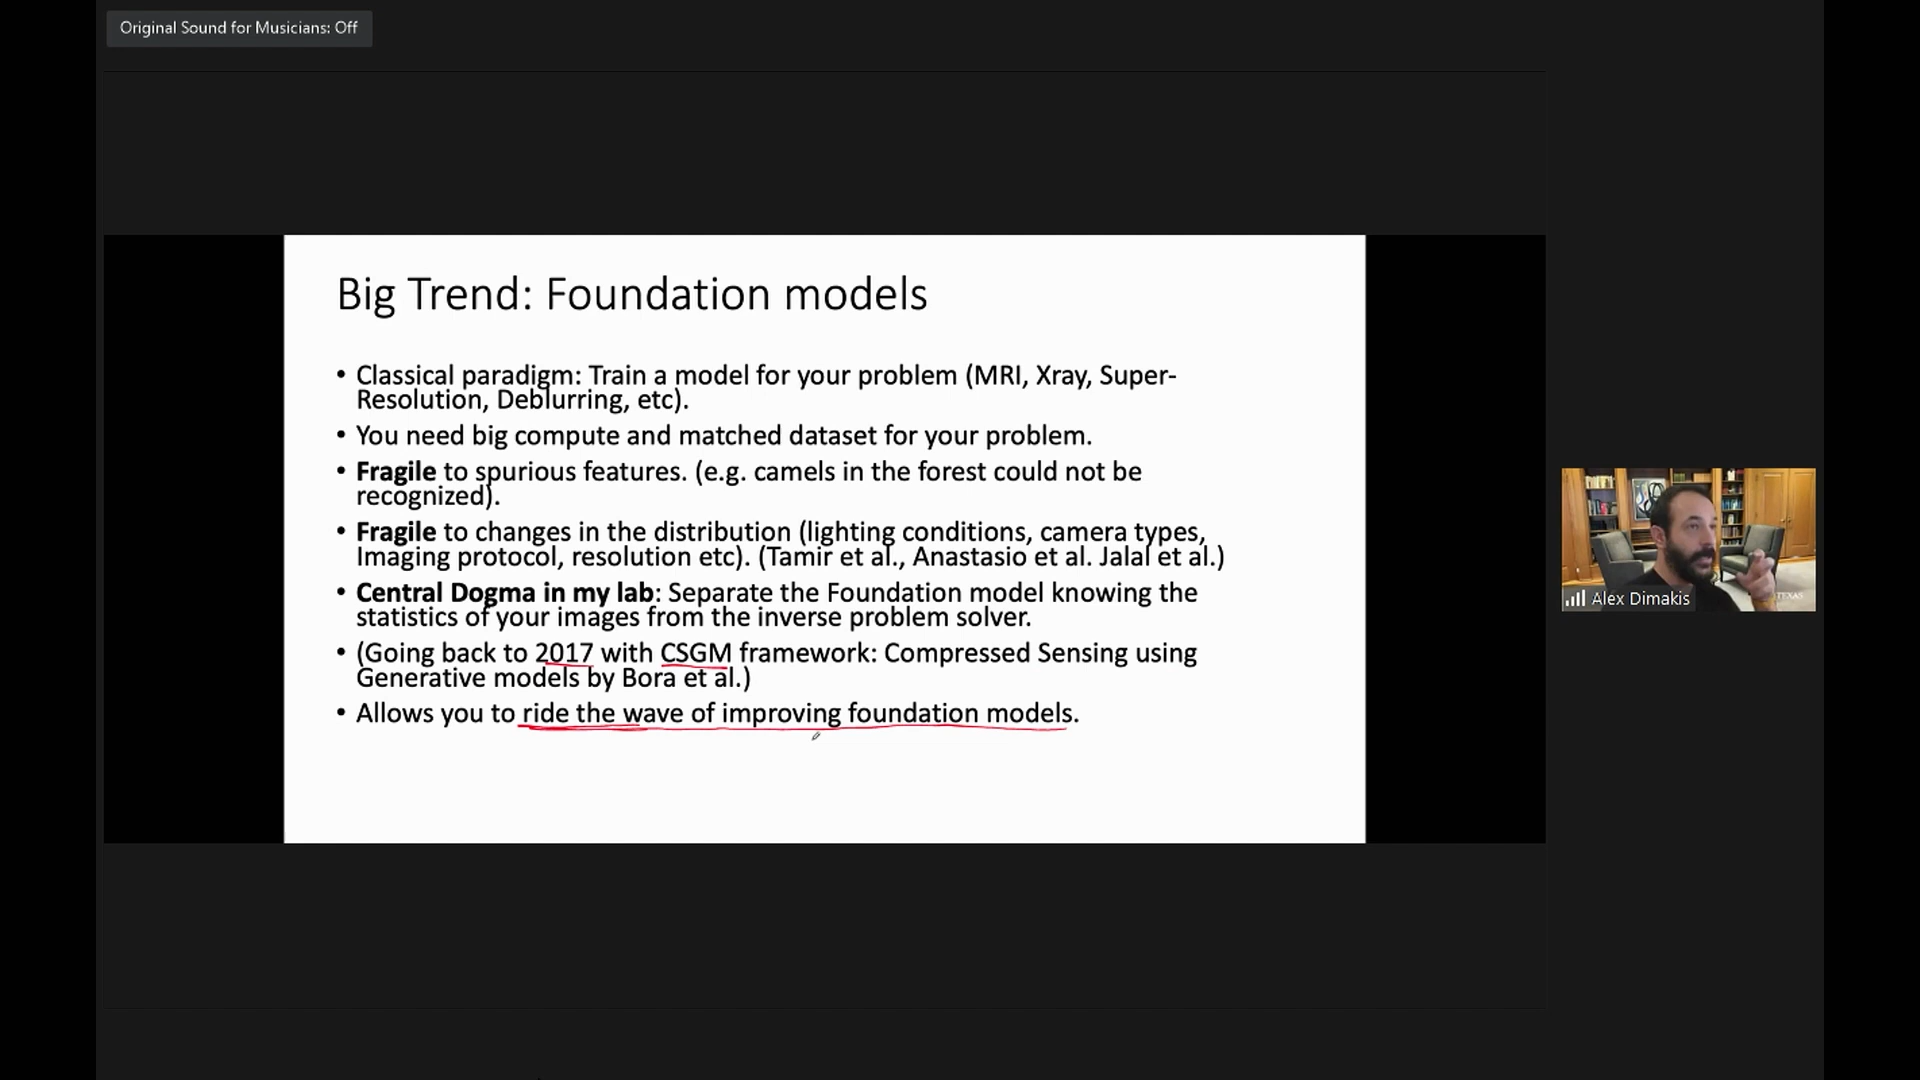 Original Sound for Musicians: Off
Big Trend: Foundation models
• Classical paradigm: Train a model for your problem (MRI, Xray, Super-
Resolution, Deblurring, etc).
• You need big compute and matched dataset for your problem.
• Fragile to spurious features. (e.g. camels in the forest could not be
recognized).
• Fragile to changes in the distribution (lighting conditions, camera types,
Imaging protocol, resolution etc). (Tamir et al., Anastasio et al. Jalal et al.)
• Central Dogma in my lab: Separate the Foundation model knowing the
statistics of your images from the inverse problem solver.
• (Going back to 2017 with CSGM framework: Compressed Sensing using
Generative models by Bora et al.)
• Allows you to ride the wave of improving foundation models.
Alex Dimakis
TEXAS